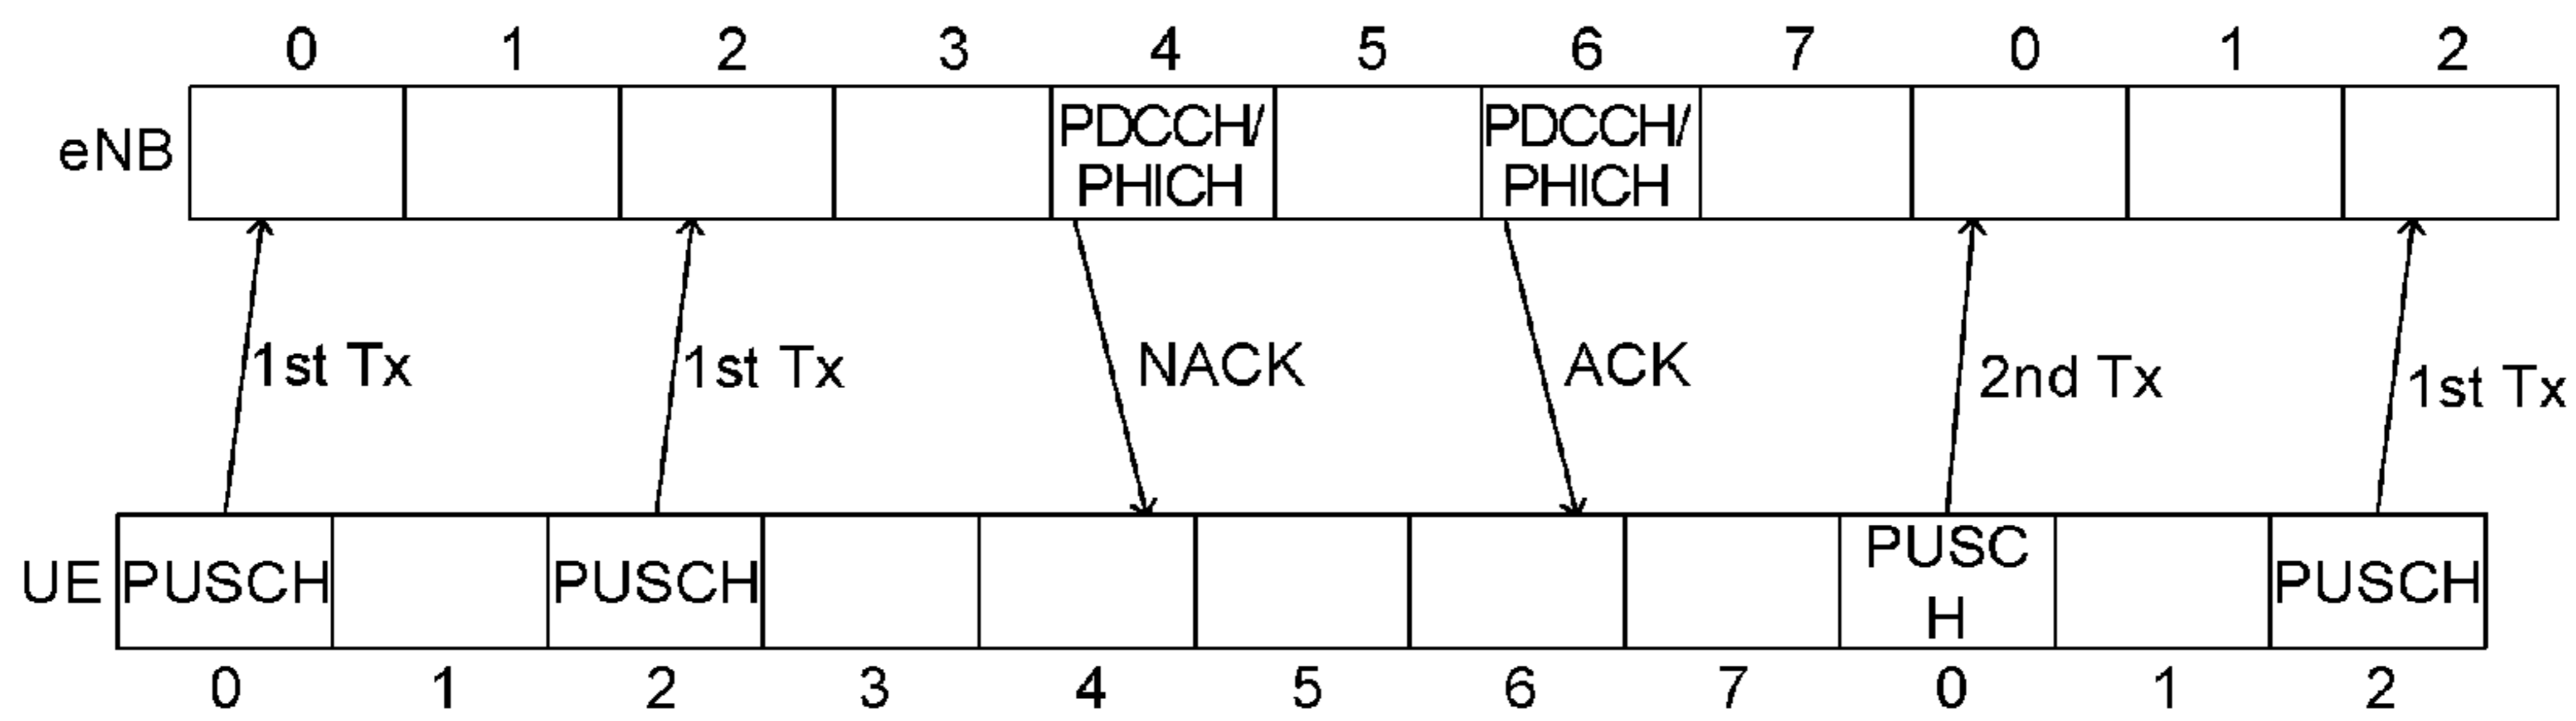 0 1 2 3 4 5 6 7 0 1 2
eNB
PDCCH/
PHICH
PDCCH/
PHICH
1st Tx
1st Tx
NACK
ACK
2nd Tx
1st Tx
UE
PUSCH
PUSCH
PUSC
H
PUSCH
0 1 2 3 4 5 6 7 0 1 2